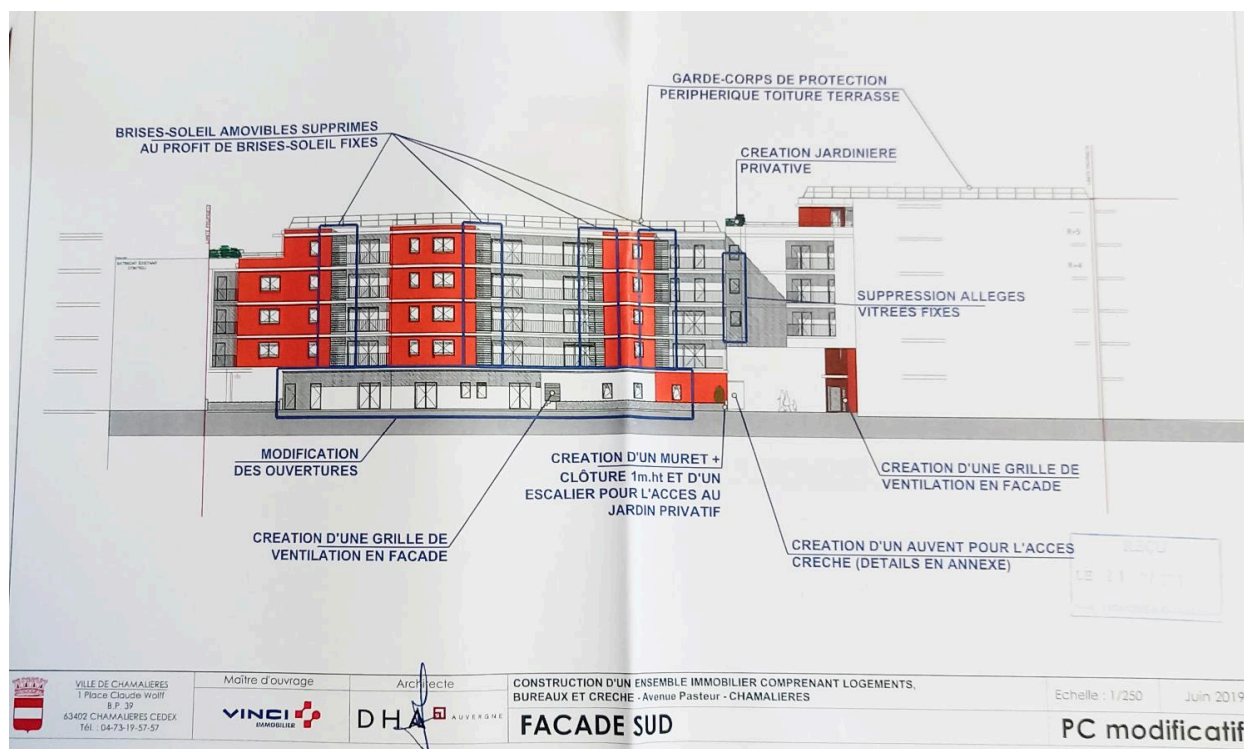 GARDE-CORPS DE PROTECTION
PERIPHERIQUE TOITURE TERRASSE
BRISES-SOLEIL AMOVIBLES SUPPRIMES
AU PROFIT DE BRISES-SOLEIL FIXES
CREATION JARDINIERE
PRIVATIVE
R+5
R+4
BATIMENT EXISTANT
SUPPRESSION ALLEGES
VITREES FIXES
MODIFICATION
DES OUVERTURES
CREATION D'UN MURET +
CLÔTURE 1m.ht ET D'UN
ESCALIER POUR L'ACCES AU
JARDIN PRIVATIF
CREATION D'UNE GRILLE DE
VENTILATION EN FACADE
CREATION D'UNE GRILLE DE
VENTILATION EN FACADE
CREATION D'UN AUVENT POUR L'ACCES
CRECHE (DETAILS EN ANNEXE)
VILLE DE CHAMALIERES
1 Place Claude Wolff
B.P. 39
63402 CHAMALIERES CEDEX
Tél. : 04-73-19-57-57
Maître d'ouvrage
VINCI
IMMOBILIER
Architecte
DHA AUVERGNE
CONSTRUCTION D'UN ENSEMBLE IMMOBILIER COMPRENANT LOGEMENTS,
BUREAUX ET CRECHE - Avenue Pasteur - CHAMALIERES
FACADE SUD
Echelle : 1/250
Juin 2019
PC modificatif